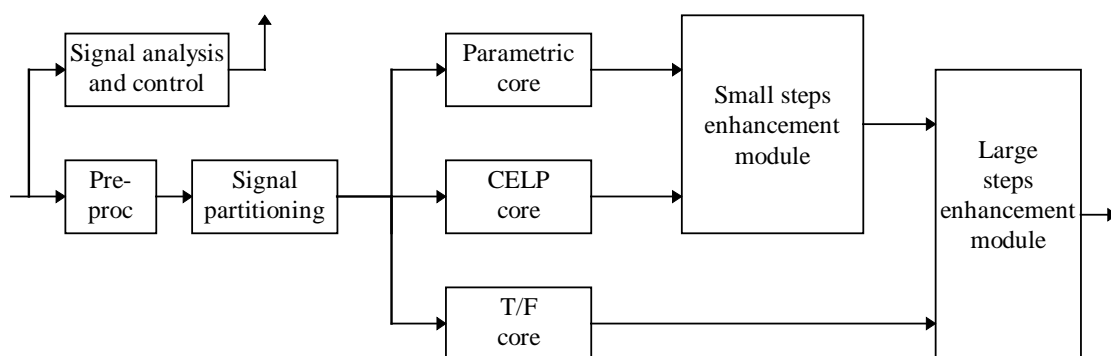 Signal analysis
and control
Pre-
proc
Signal
partitioning
Parametric
core
CELP
core
T/F
core
Small steps
enhancement
module
Large
steps
enhancement
module